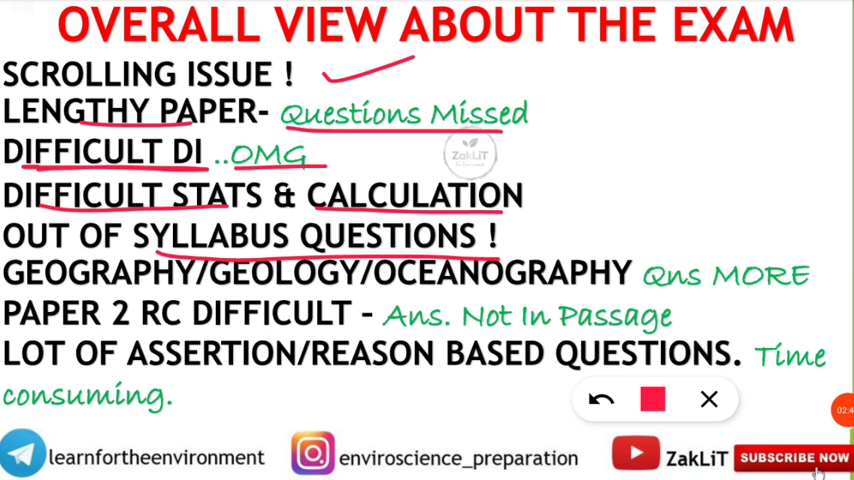 OVERALL VIEW ABOUT THE EXAM
SCROLLING ISSUE !
LENGTHY PAPER- Questions Missed
DIFFICULT DI ..OMG
ZakLiT
DIFFICULT STATS & CALCULATION
OUT OF SYLLABUS QUESTIONS !
GEOGRAPHY/GEOLOGY/OCEANOGRAPHY Qns MORE
PAPER 2 RC DIFFICULT - Ans. Not In Passage
LOT OF ASSERTION/REASON BASED QUESTIONS. Time
consuming.
02:4
learnfortheenvironment enviroscience_preparation ZakLiT SUBSCRIBE NOW